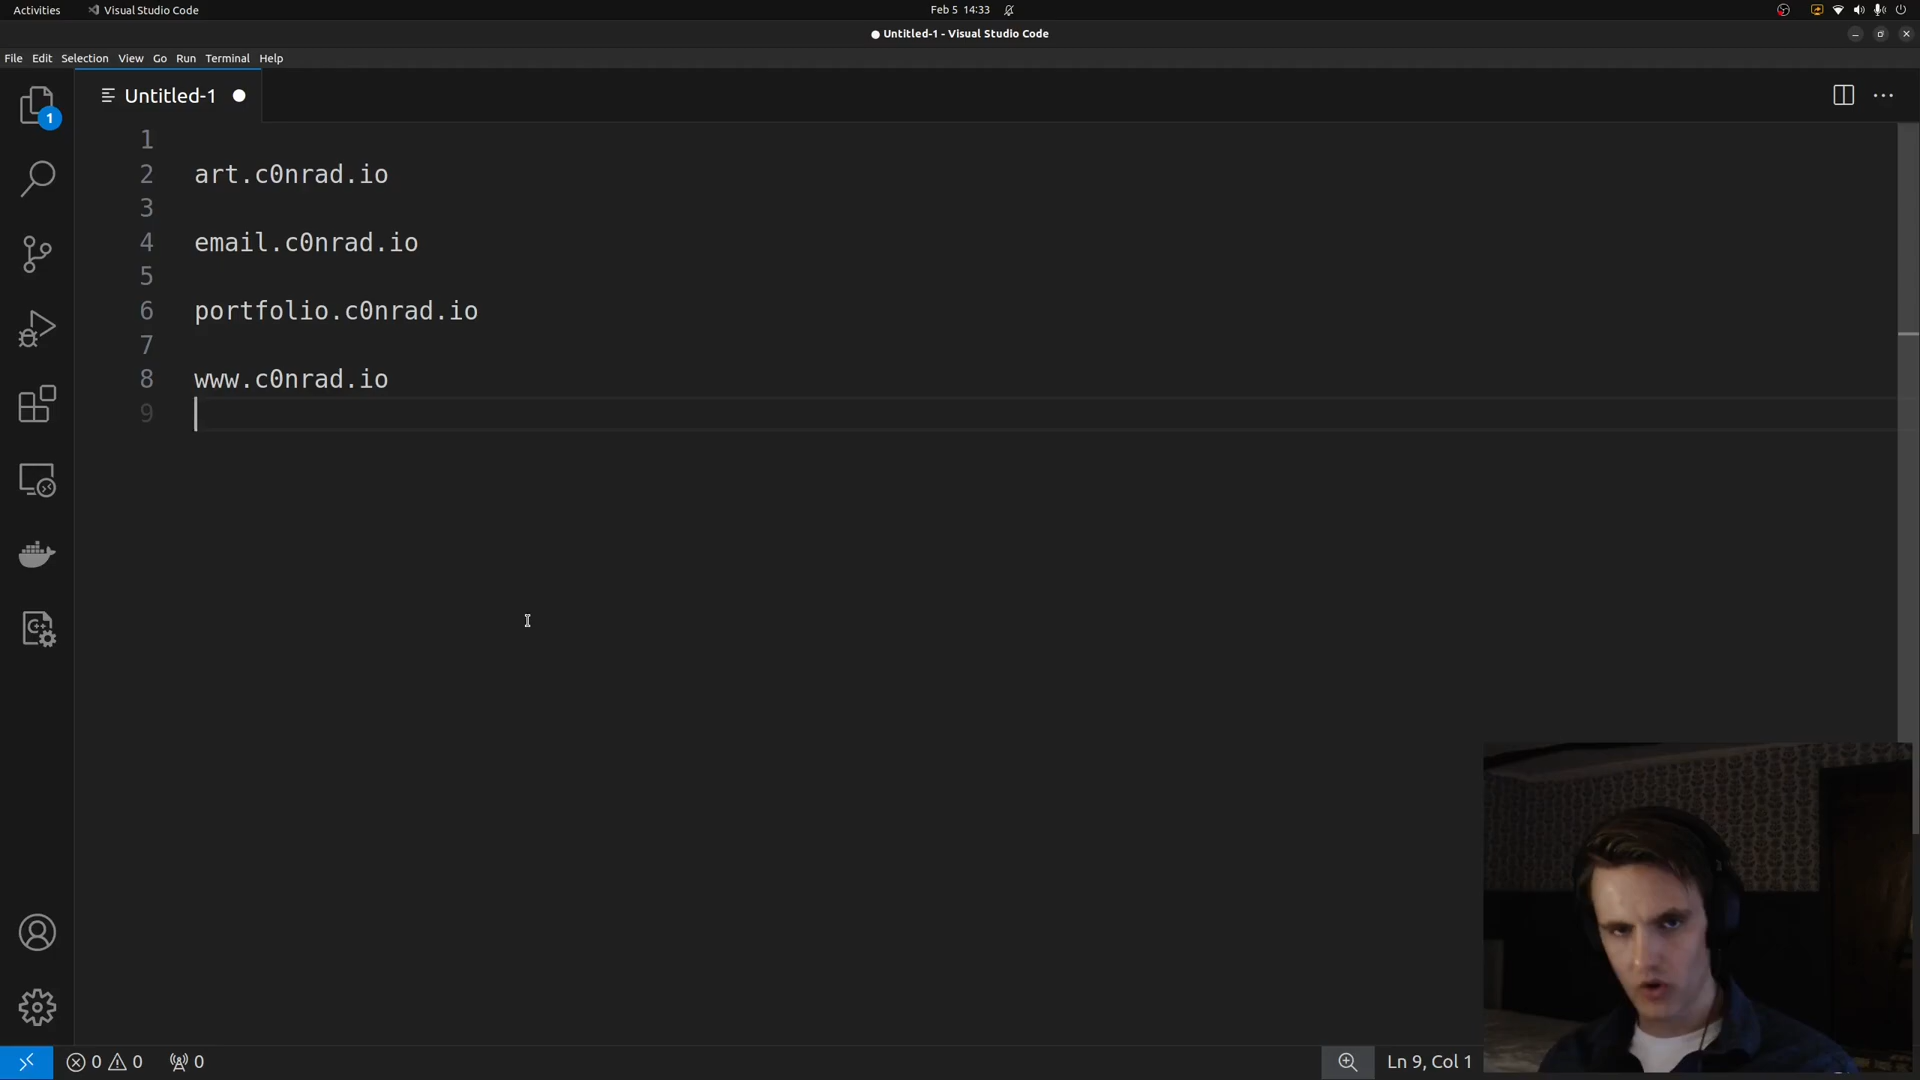 Activities Visual Studio Code Feb 5 14:33
Untitled-1 - Visual Studio Code
File Edit Selection View Go Run Terminal Help
Untitled-1
1
1
2 art.c0nrad.io
3
4 email.c0nrad.io
5
6 portfolio.c0nrad.io
7
8 www.c0nrad.io
9
0 0 0 Ln 9, Col 1